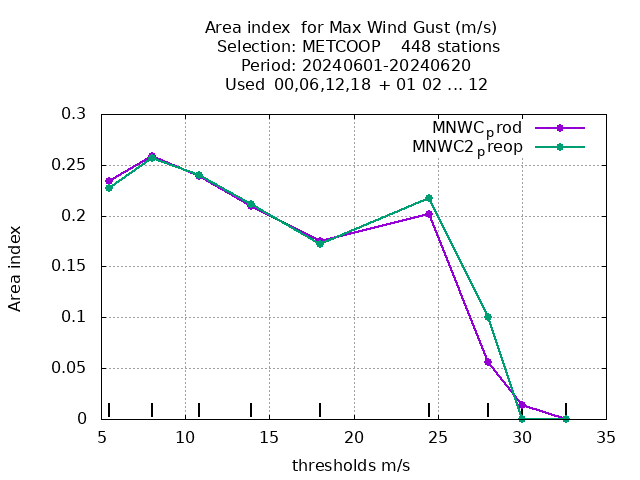 Area index  for Max Wind Gust (m/s)
Selection: METCOOP    448 stations
Period: 20240601-20240620
Used  00,06,12,18  + 01 02 ... 12
MNWC_prod
MNWC2_preop
0.3
0.25
0.2
0.15
0.1
0.05
0
Area index
5 10 15 20 25 30 35
thresholds m/s